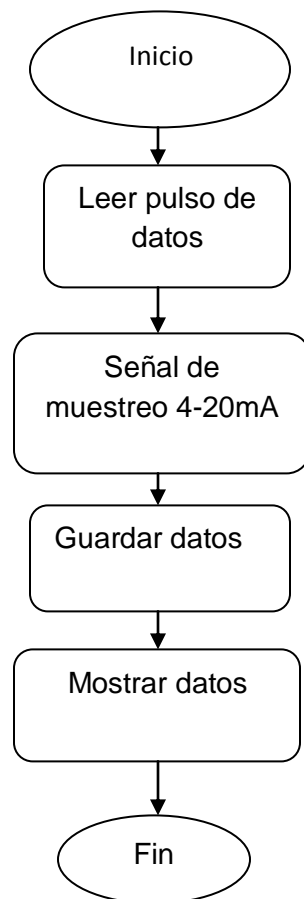 Inicio
Leer pulso de
datos
Señal de
muestreo 4-20mA
Guardar datos
Mostrar datos
Fin